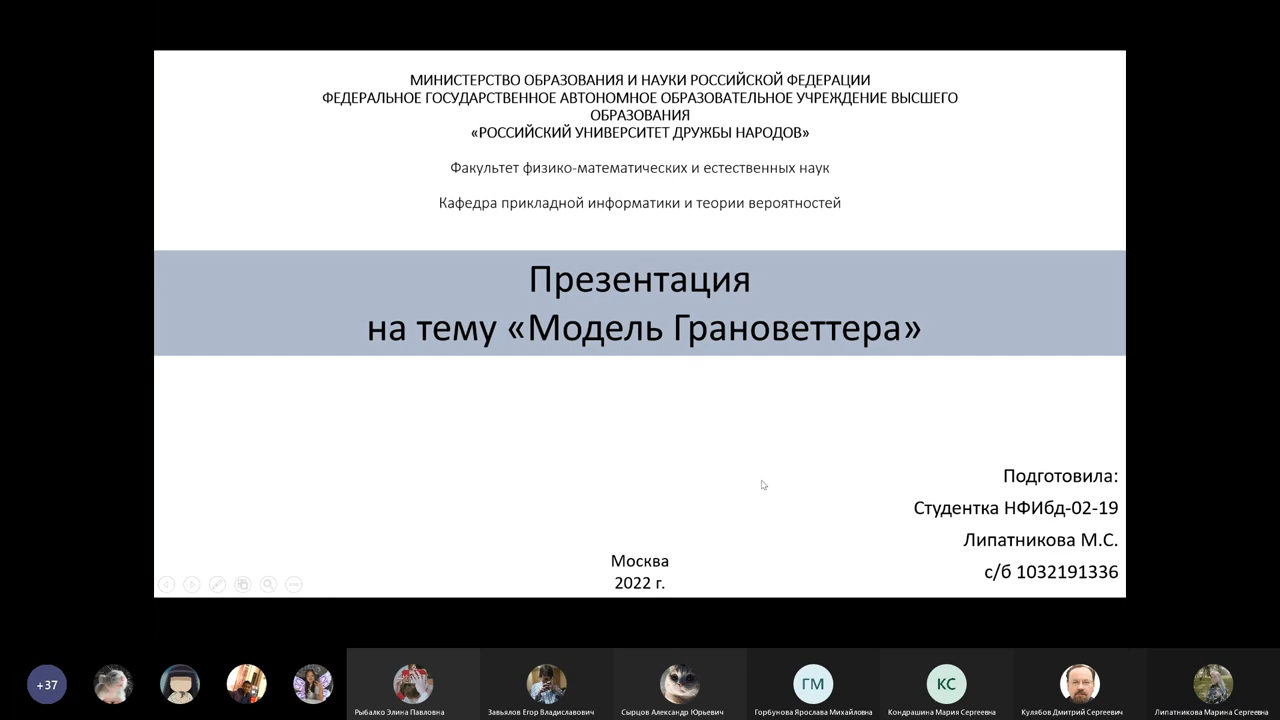 МИНИСТЕРСТВО ОБРАЗОВАНИЯ И НАУКИ РОССИЙСКОЙ ФЕДЕРАЦИИ
ФЕДЕРАЛЬНОЕ ГОСУДАРСТВЕННОЕ АВТОНОМНОЕ ОБРАЗОВАТЕЛЬНОЕ УЧРЕЖДЕНИЕ ВЫСШЕГО
ОБРАЗОВАНИЯ
«РОССИЙСКИЙ УНИВЕРСИТЕТ ДРУЖБЫ НАРОДОВ»
Факультет физико-математических и естественных наук
Кафедра прикладной информатики и теории вероятностей
Презентация
на тему «Модель Грановеттера»
Подготовила:
Студентка НФИбд-02-19
Липатникова М.С.
с/б 1032191336
Москва
2022 г.
+37
ГМ
КС
Рыбалко Элина Павловна
Завьялов Егор Владиславович
Сырцов Александр Юрьевич
Горбунова Ярослава Михайловна
Кондрашина Мария Сергеевна
Кулябов Дмитрий Сергеевич
Липатникова Марина Сергеевна